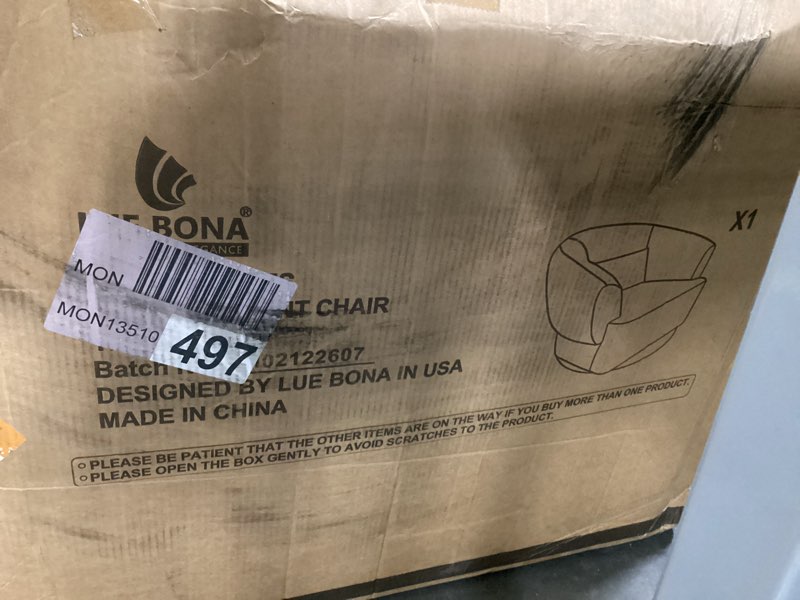 BONA®
MON
MON13510
497
CHAIR
Batch 02122607
DESIGNED BY LUE BONA IN USA
MADE IN CHINA
○ PLEASE BE PATIENT THAT THE OTHER ITEMS ARE ON THE WAY IF YOU BUY MORE THAN ONE PRODUCT.
○ PLEASE OPEN THE BOX GENTLY TO AVOID SCRATCHES TO THE PRODUCT.
X1